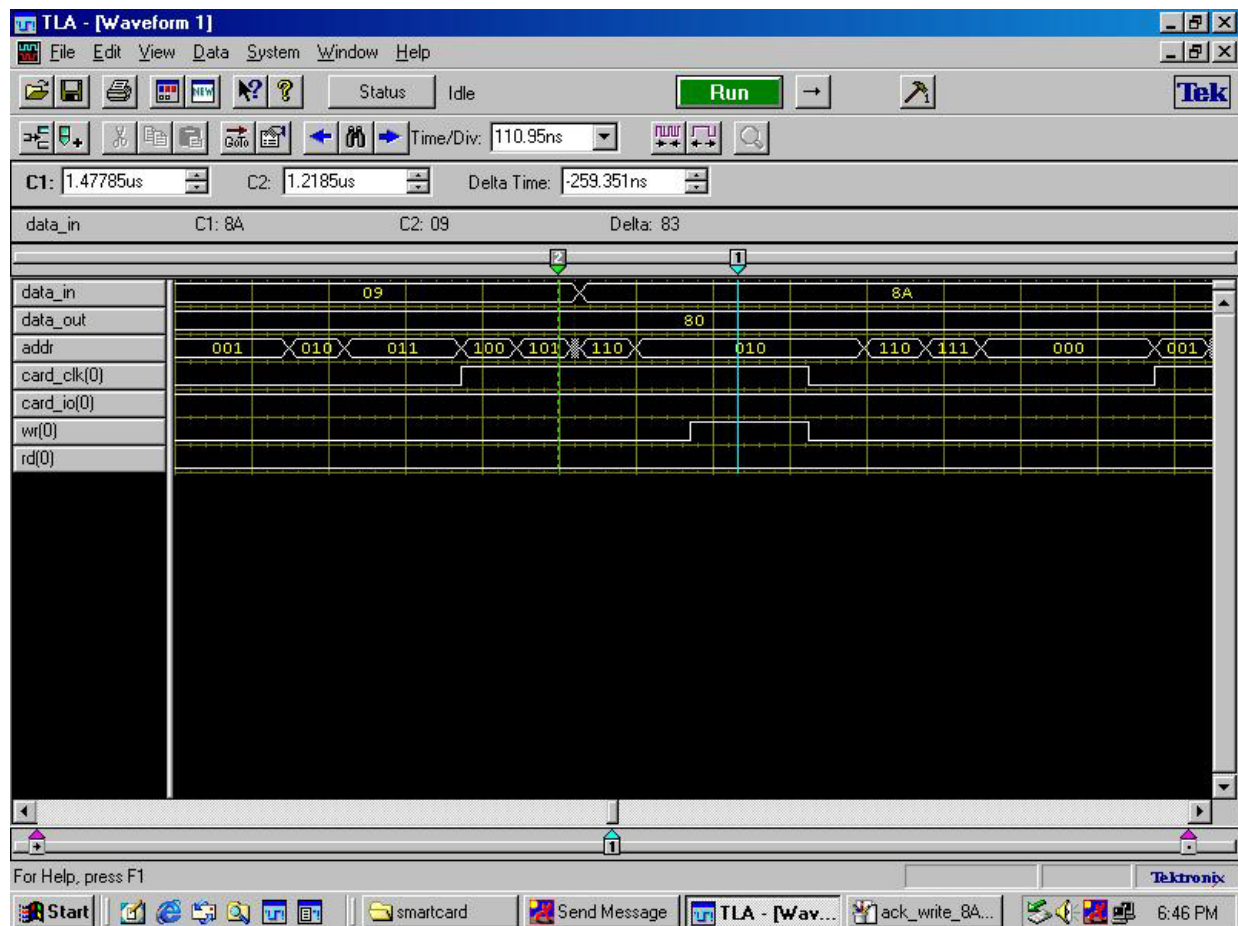 TLA - [Waveform 1]
File Edit View Data System Window Help
NEW Status Idle Run Tek
Goto Time/Div: 110.95ns
C1: 1.47785us C2: 1.2185us Delta Time: -259.351ns
data_in C1: 8A C2: 09 Delta: 83
2 1
data_in 09 8A
data_out 80
addr 001 010 011 100 101 110 010 110 111 000 001
card_clk(0)
card_io(0)
wr(0)
rd(0)
1
For Help, press F1 Tektronix
Start smartcard Send Message TLA - [Wav... ack_write_8A... 6:46 PM